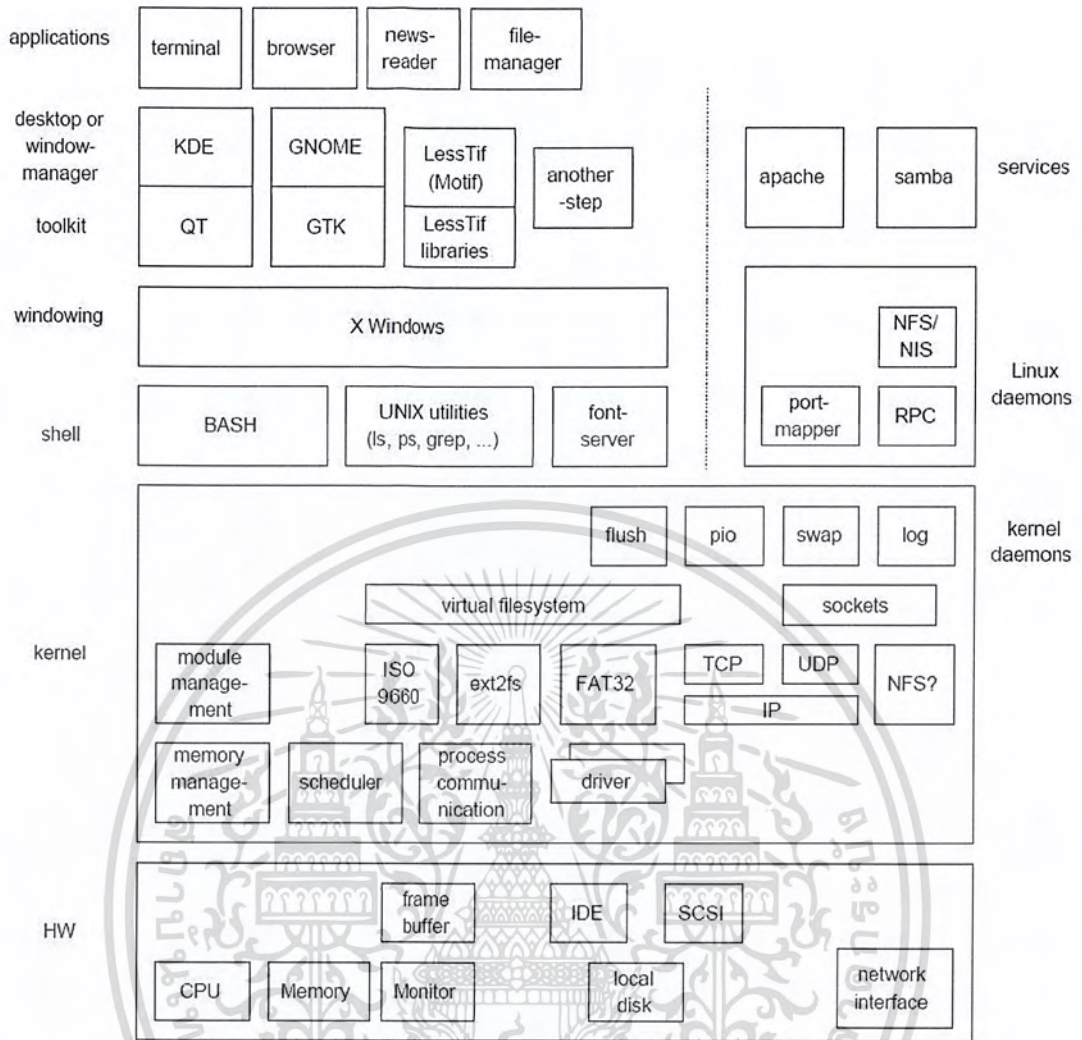 applications
terminal
browser
news-
reader
file-
manager
desktop or
window-
manager
KDE
GNOME
LessTif
(Motif)
another
-step
toolkit
QT
GTK
LessTif
libraries
apache
samba
services
windowing
X Windows
NFS/
NIS
Linux
daemons
port-
mapper
RPC
shell
BASH
UNIX utilities
(ls, ps, grep, ...)
font-
server
flush
pio
swap
log
kernel
daemons
virtual filesystem
sockets
kernel
module
manage-
ment
ISO
9660
ext2fs
FAT32
TCP
UDP
IP
NFS?
memory
manage-
ment
scheduler
process
commu-
nication
driver
HW
frame
buffer
IDE
SCSI
CPU
Memory
Monitor
local
disk
network
interface